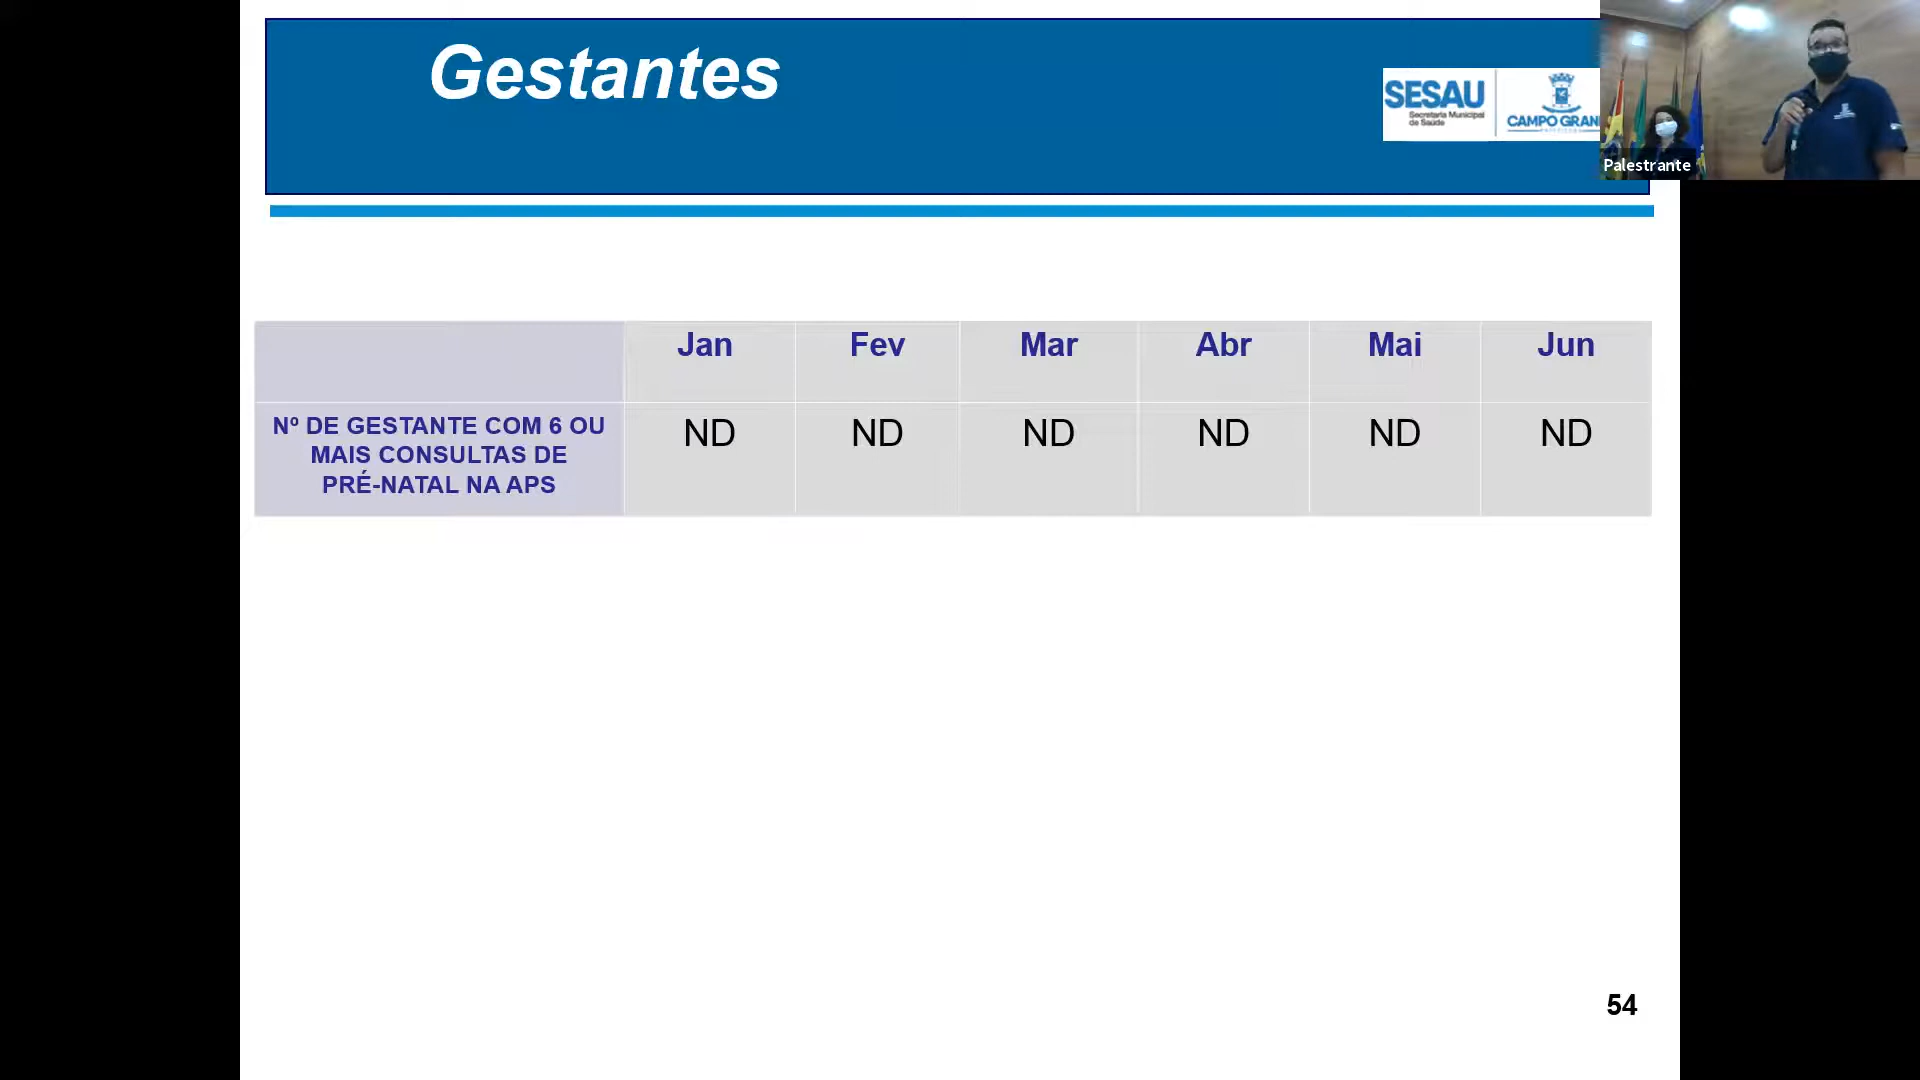 Gestantes
SESAU
Secretaria Municipal
de Saúde
CAMPO GRAN
Palestrante
Jan Fev Mar Abr Mai Jun
Nº DE GESTANTE COM 6 OU
MAIS CONSULTAS DE
PRÉ-NATAL NA APS
ND ND ND ND ND ND
54